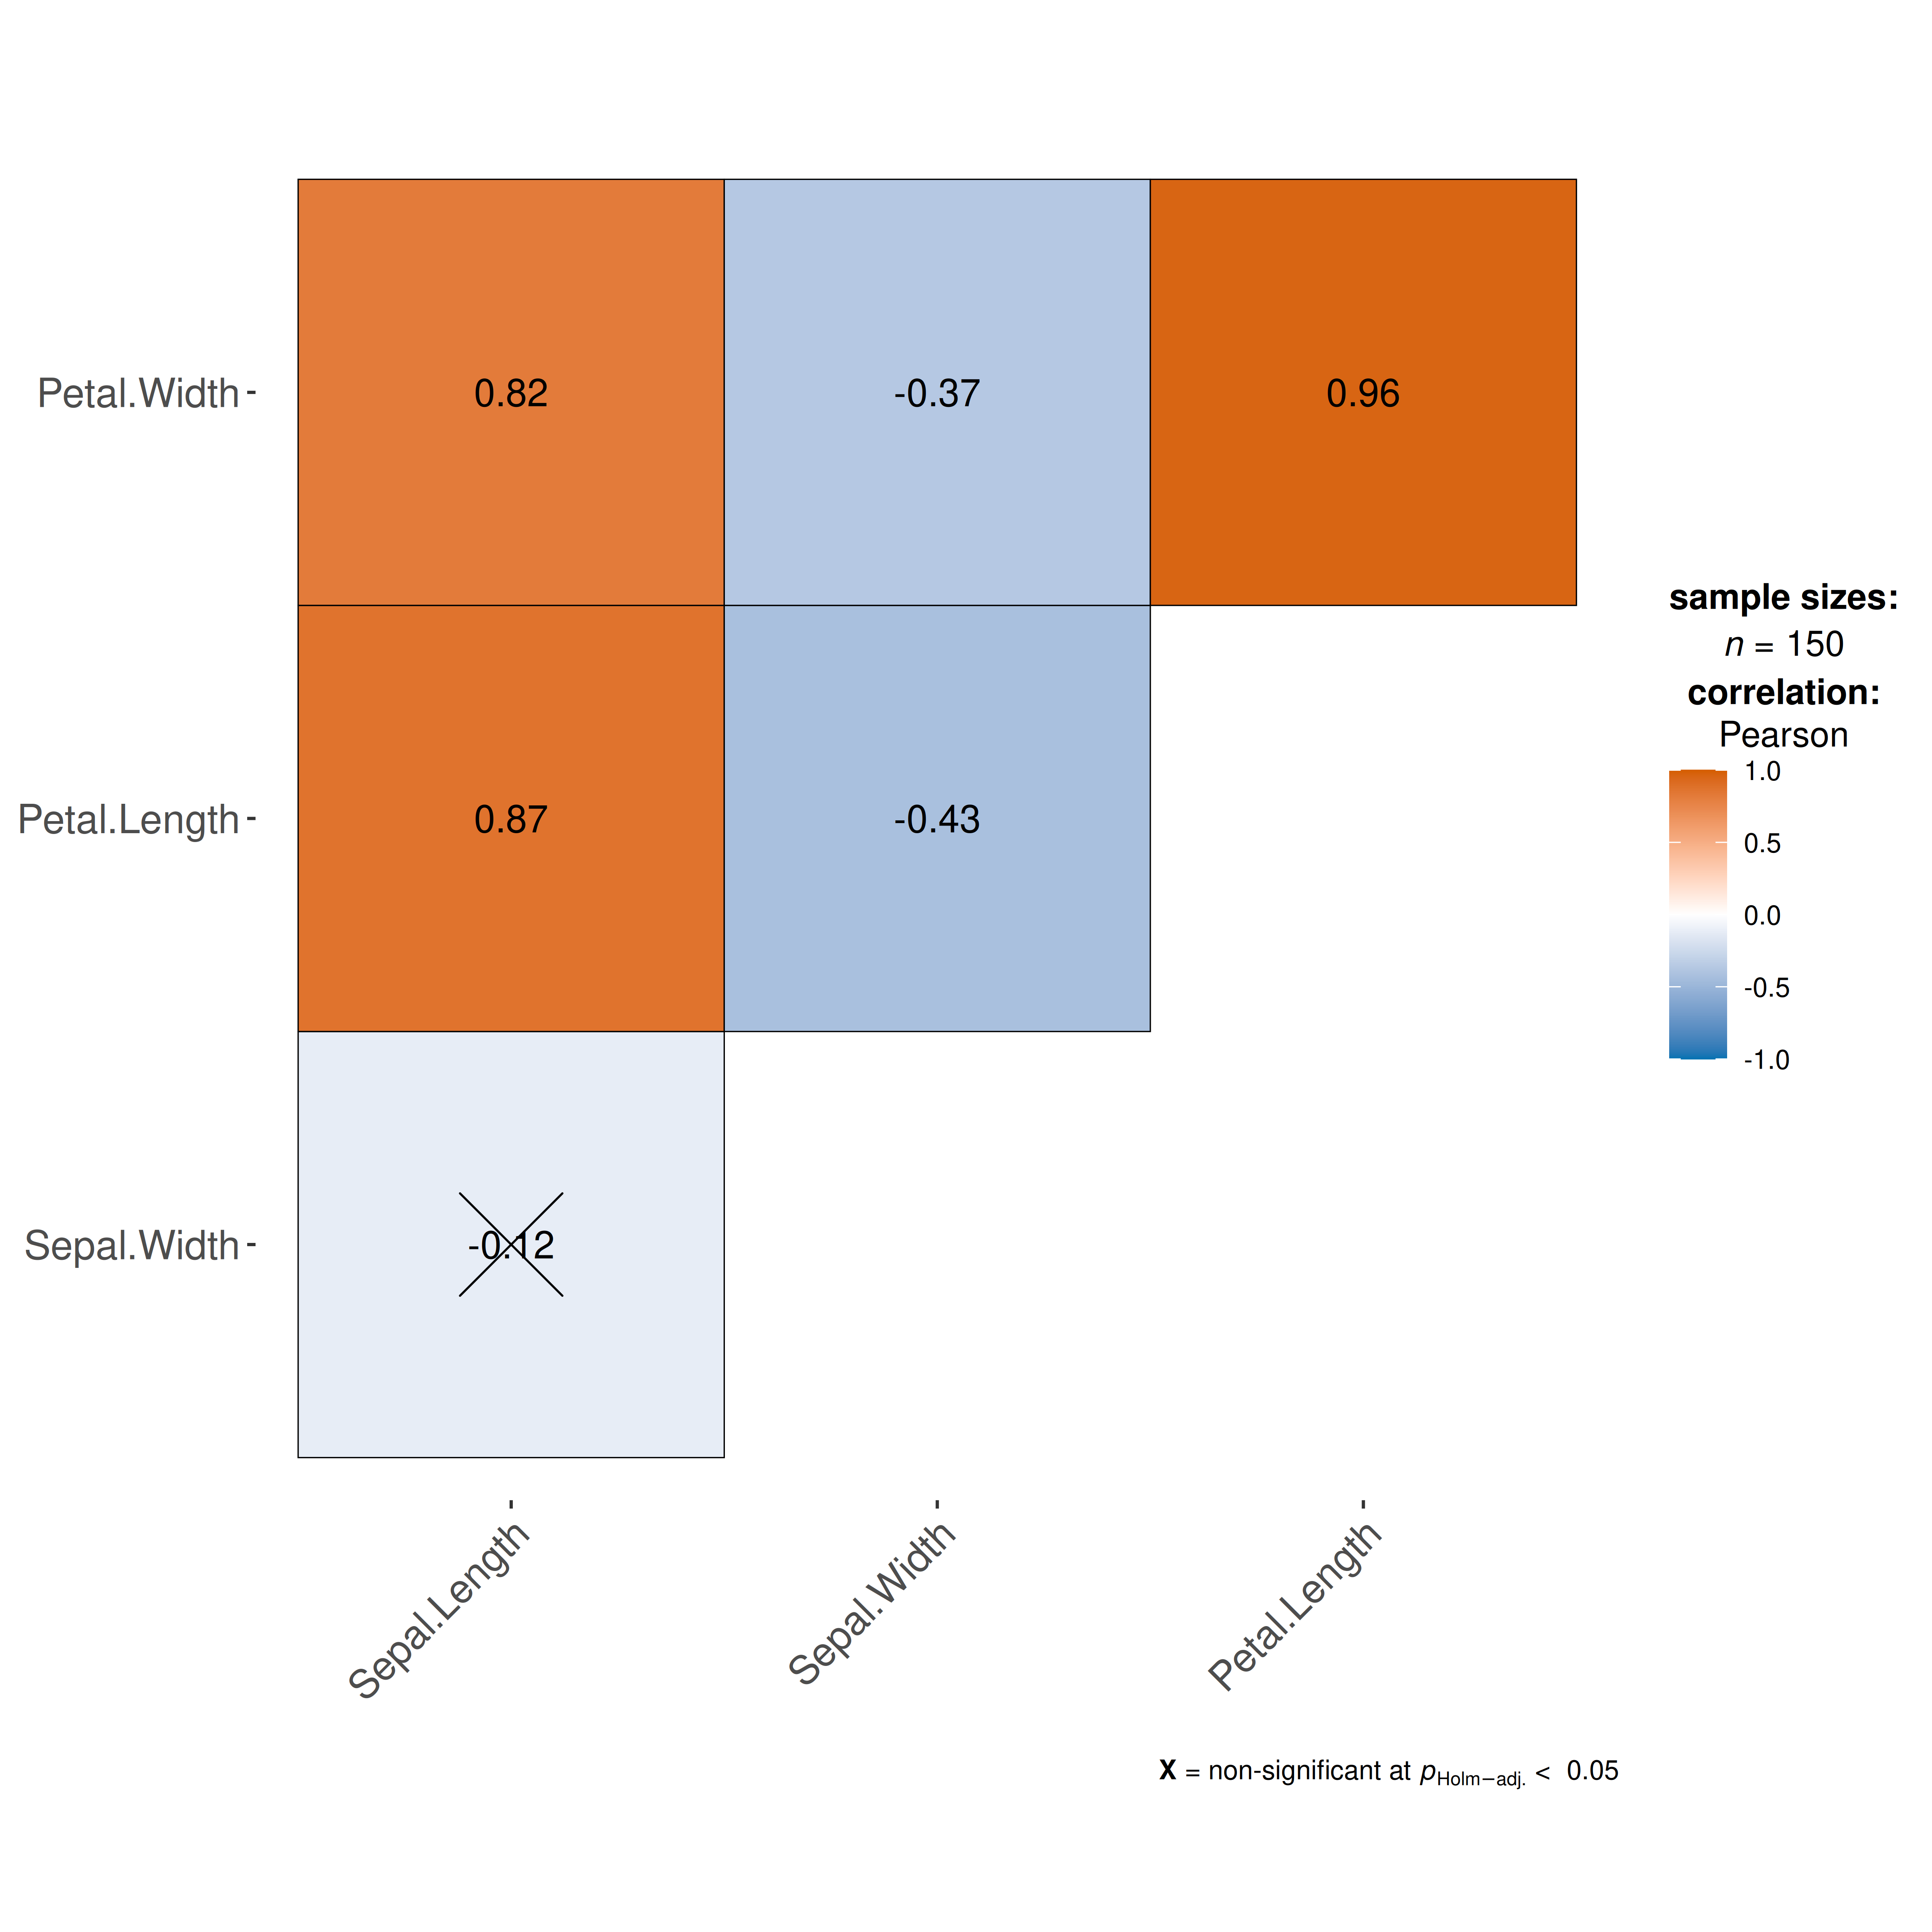 Petal.Width
0.82
-0.37
0.96
Petal.Length
0.87
-0.43
Sepal.Width
-0.12
Sepal.Length
Sepal.Width
Petal.Length
sample sizes:
n = 150
correlation:
Pearson
1.0
0.5
0.0
-0.5
-1.0
X = non-significant at pHolm−adj. < 0.05